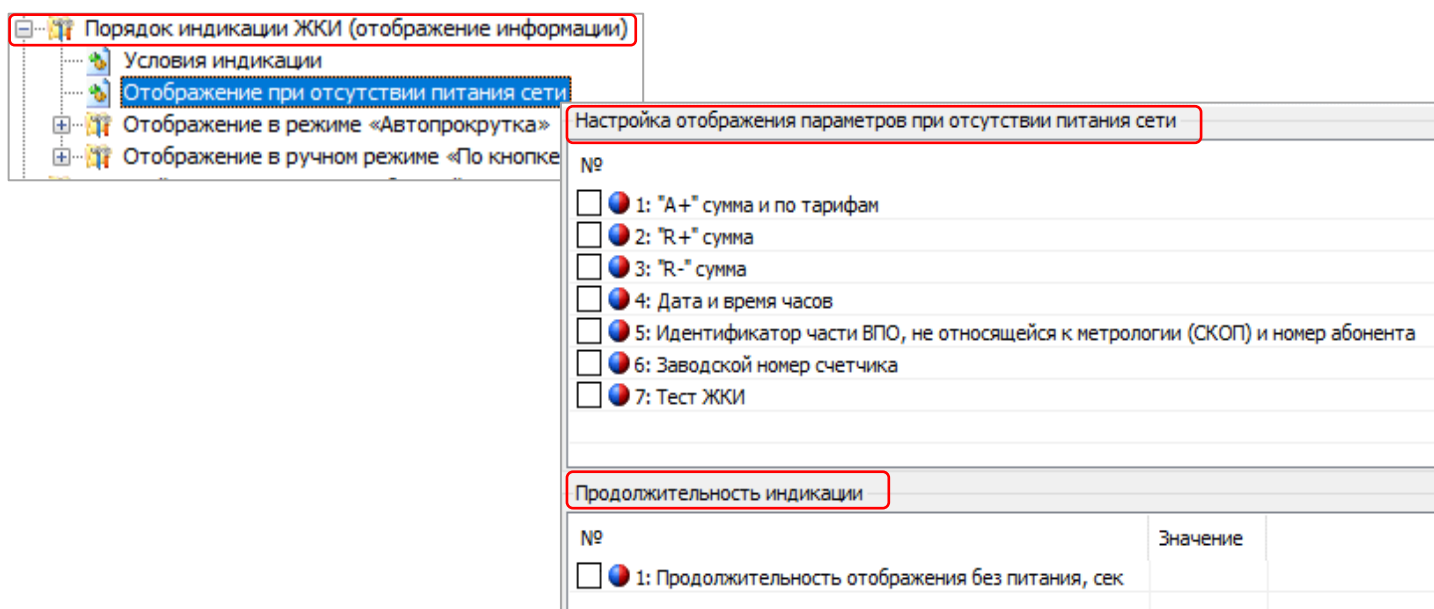 Порядок индикации ЖКИ (отображение информации)
Условия индикации
Отображение при отсутствии питания сети
Отображение в режиме «Автопрокрутка»
Отображение в ручном режиме «По кнопке
Настройка отображения параметров при отсутствии питания сети
№
1: "A+" сумма и по тарифам
2: "R+" сумма
3: "R-" сумма
4: Дата и время часов
5: Идентификатор части ВПО, не относящейся к метрологии (СКОП) и номер абонента
6: Заводской номер счетчика
7: Тест ЖКИ
Продолжительность индикации
№ Значение
1: Продолжительность отображения без питания, сек